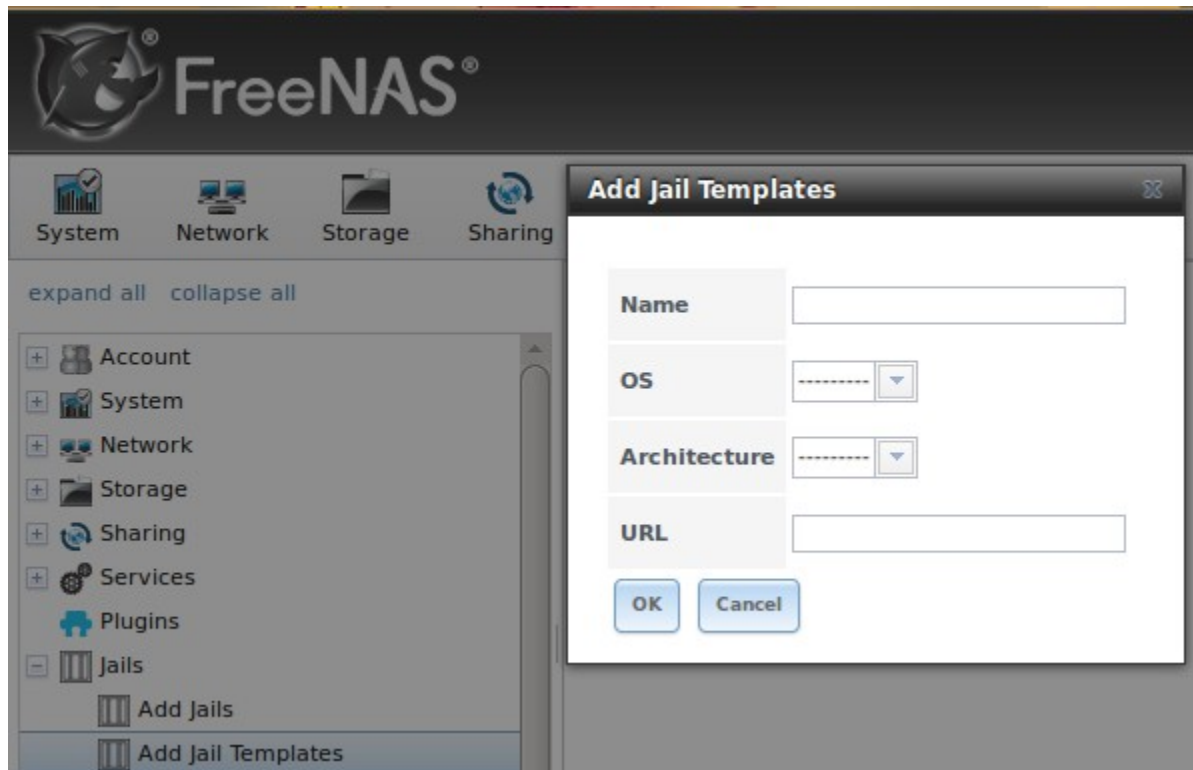 FreeNAS®
System
Network
Storage
Sharing
expand all collapse all
Account
System
Network
Storage
Sharing
Services
Plugins
Jails
Add Jails
Add Jail Templates
Add Jail Templates
Name
OS ---------
Architecture ---------
URL
OK
Cancel